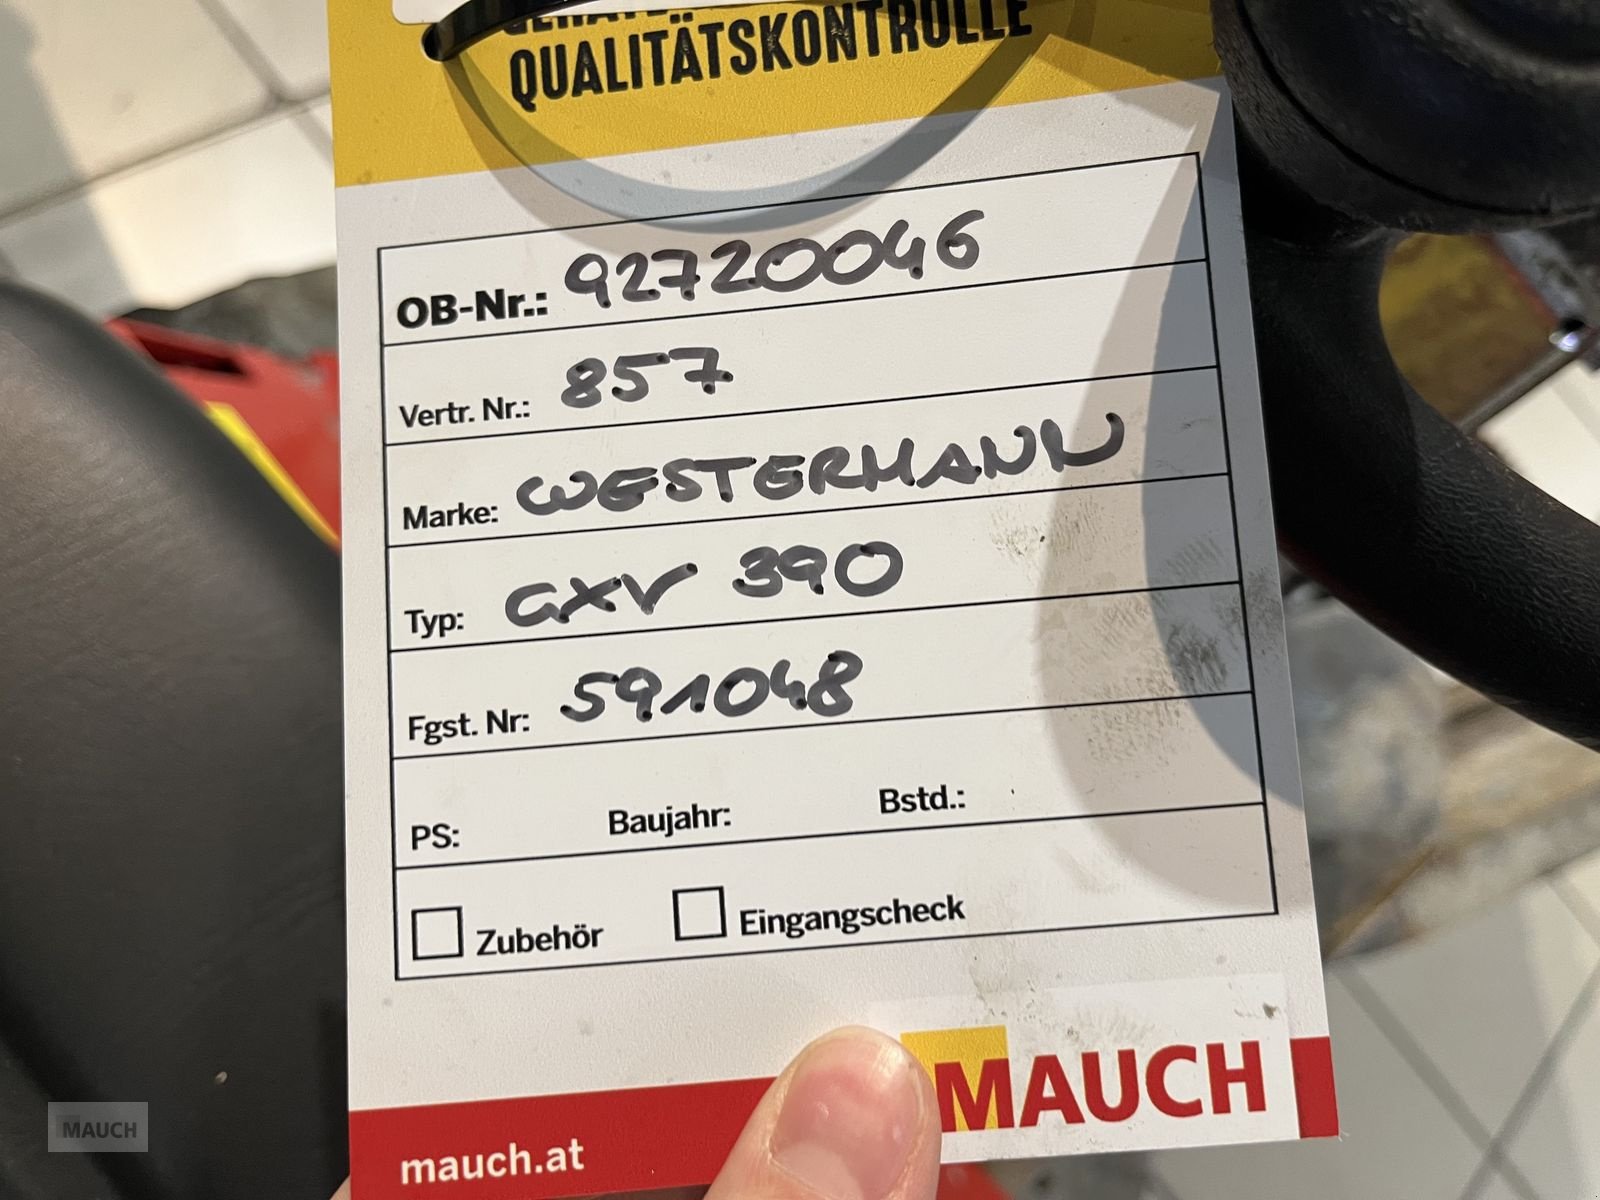 QUALITÄTSKONTROLLE
OB-Nr.: 92720046
Vertr. Nr.: 857
Marke: WESTERMANN
Typ: GXV 390
Fgst. Nr: 591048
PS: Baujahr: Bstd.:
Zubehör Eingangscheck
MAUCH
mauch.at
MAUCH